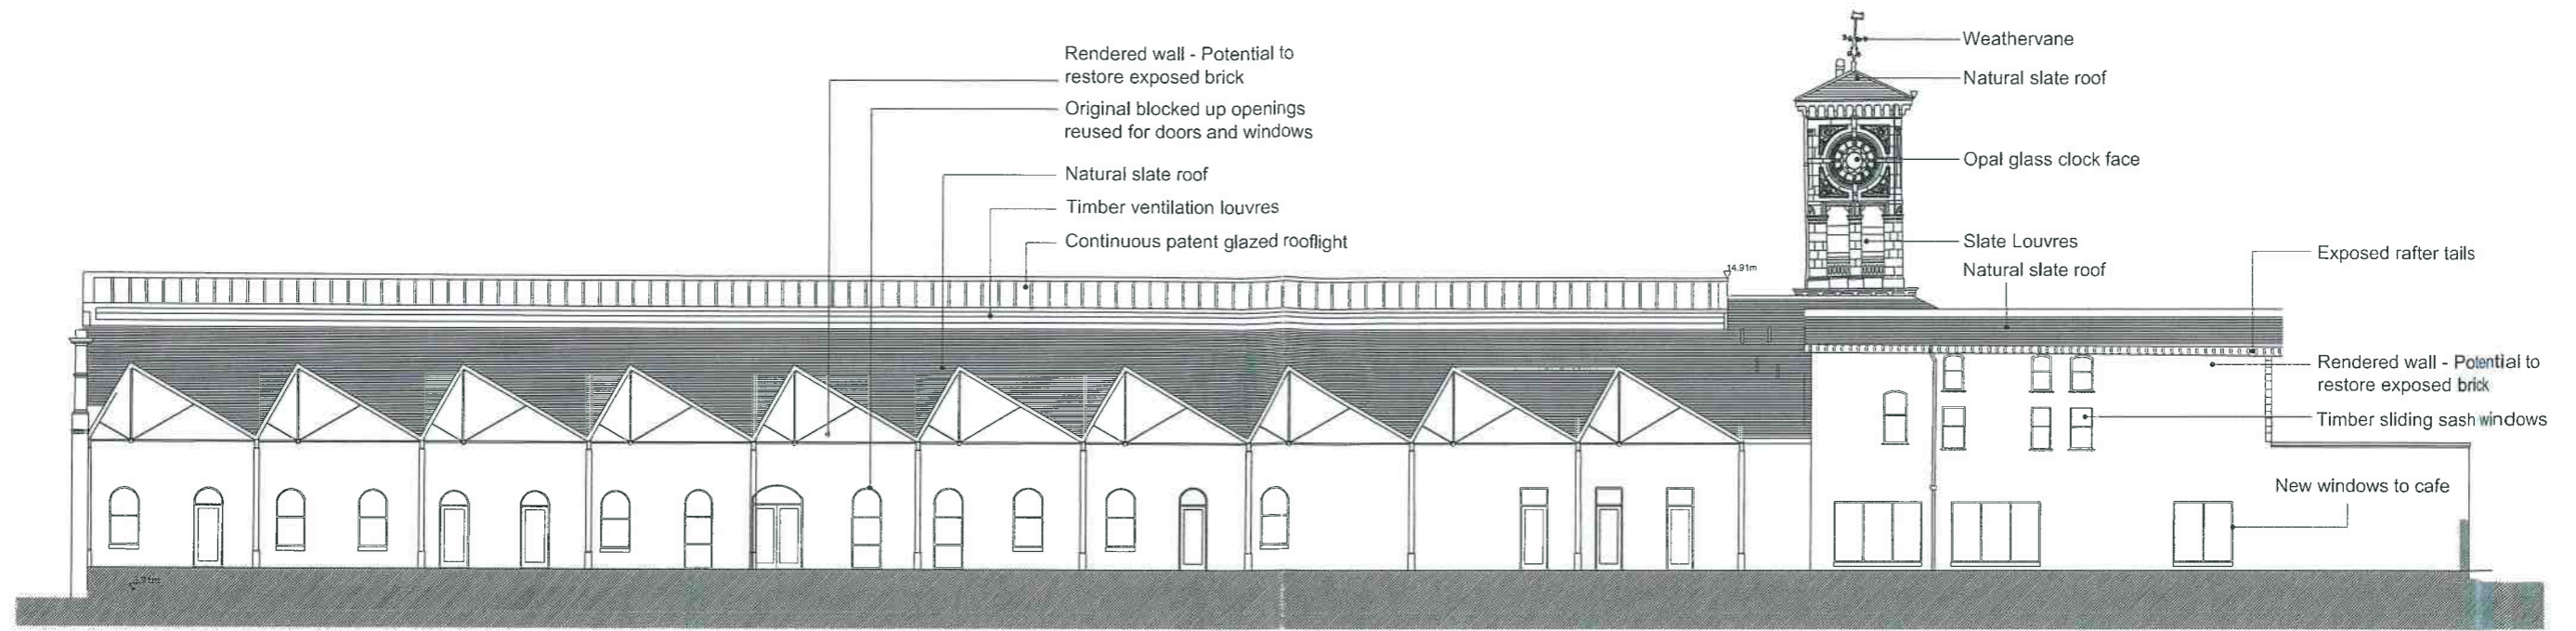 Rendered wall - Potential to
restore exposed brick
Original blocked up openings
reused for doors and windows
Natural slate roof
Timber ventilation louvres
Continuous patent glazed rooflight
14.91m
Weathervane
Natural slate roof
Opal glass clock face
Slate Louvres
Natural slate roof
Exposed rafter tails
Rendered wall - Potential to
restore exposed brick
Timber sliding sash windows
New windows to cafe